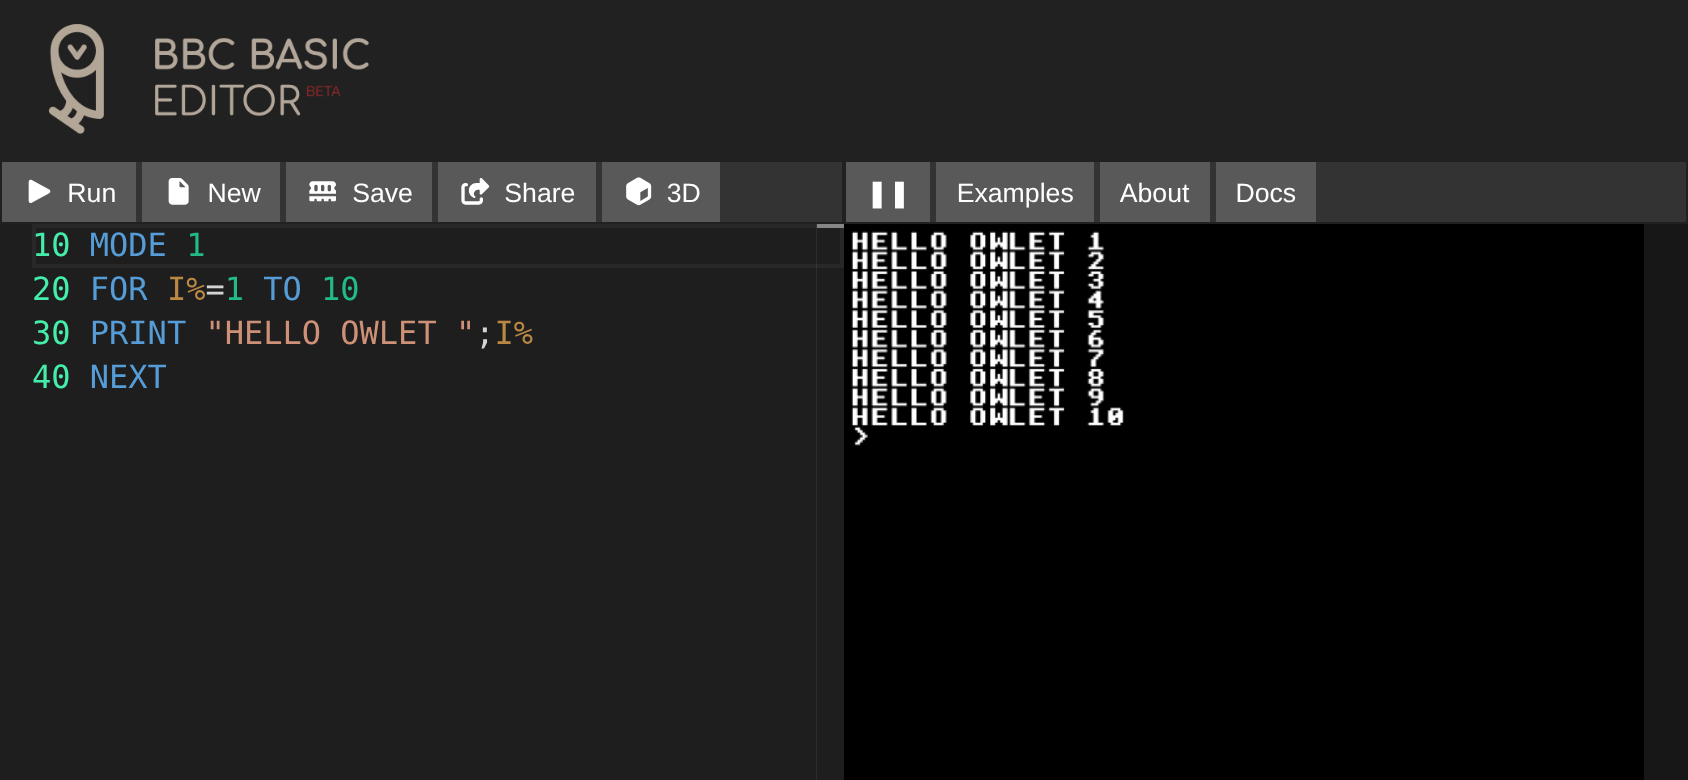 BBC BASIC
EDITOR BETA
Run New Save Share 3D Examples About Docs
10 MODE 1
20 FOR I%=1 TO 10
30 PRINT "HELLO OWLET ";I%
40 NEXT
HELLO OWLET 1
HELLO OWLET 2
HELLO OWLET 3
HELLO OWLET 4
HELLO OWLET 5
HELLO OWLET 6
HELLO OWLET 7
HELLO OWLET 8
HELLO OWLET 9
HELLO OWLET 10
>